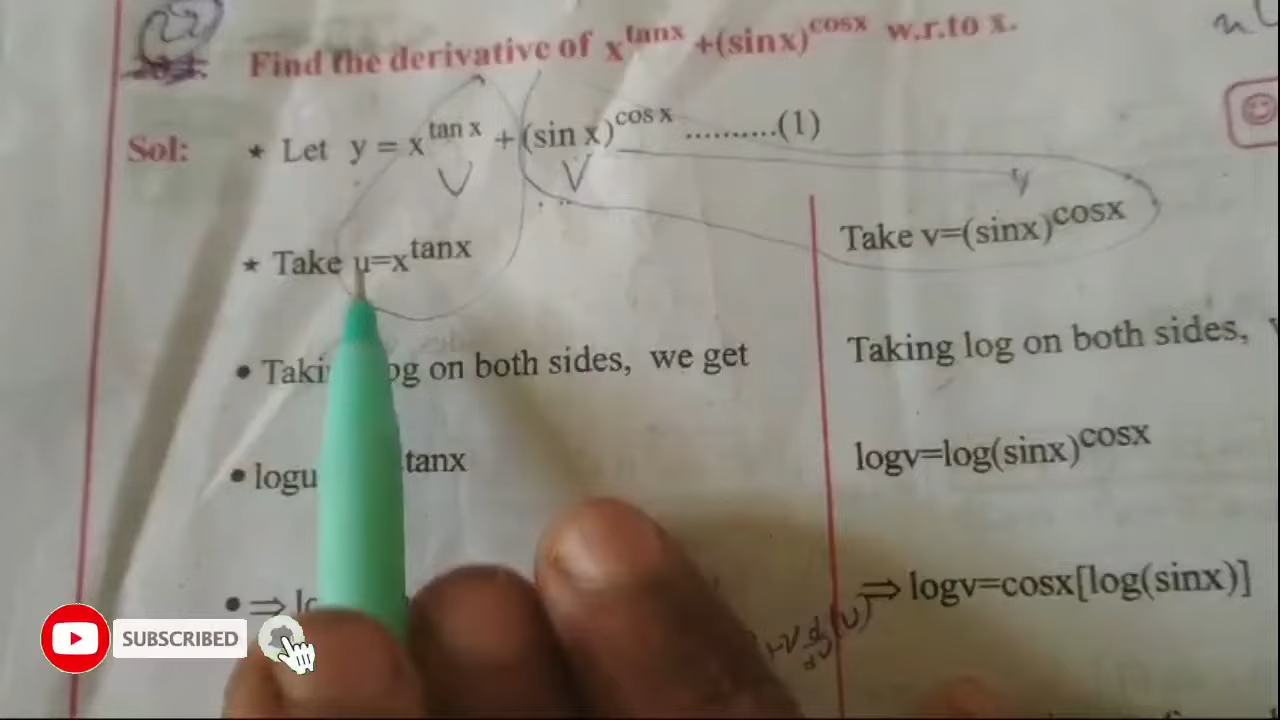 Find the derivative of x^tanx +(sinx)^cosx w.r.to x.
Sol: * Let y = x^tan x + (sin x)^cos x ..........(1)
V V
* Take u=x^tanx
• Taki og on both sides, we get
• logu tanx
• ⇒
Take v=(sinx)^cosx
Taking log on both sides,
logv=log(sinx)^cosx
⇒ logv=cosx[log(sinx)]
SUBSCRIBED